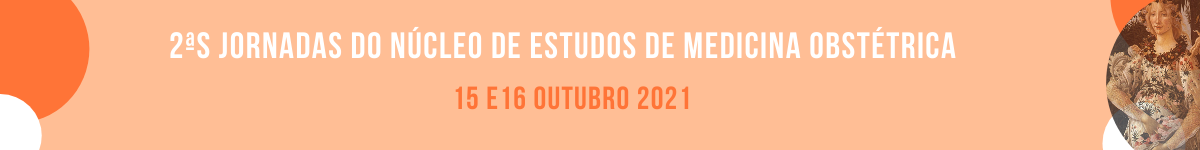 2ªS JORNADAS DO NÚCLEO DE ESTUDOS DE MEDICINA OBSTÉTRICA
15 E16 OUTUBRO 2021